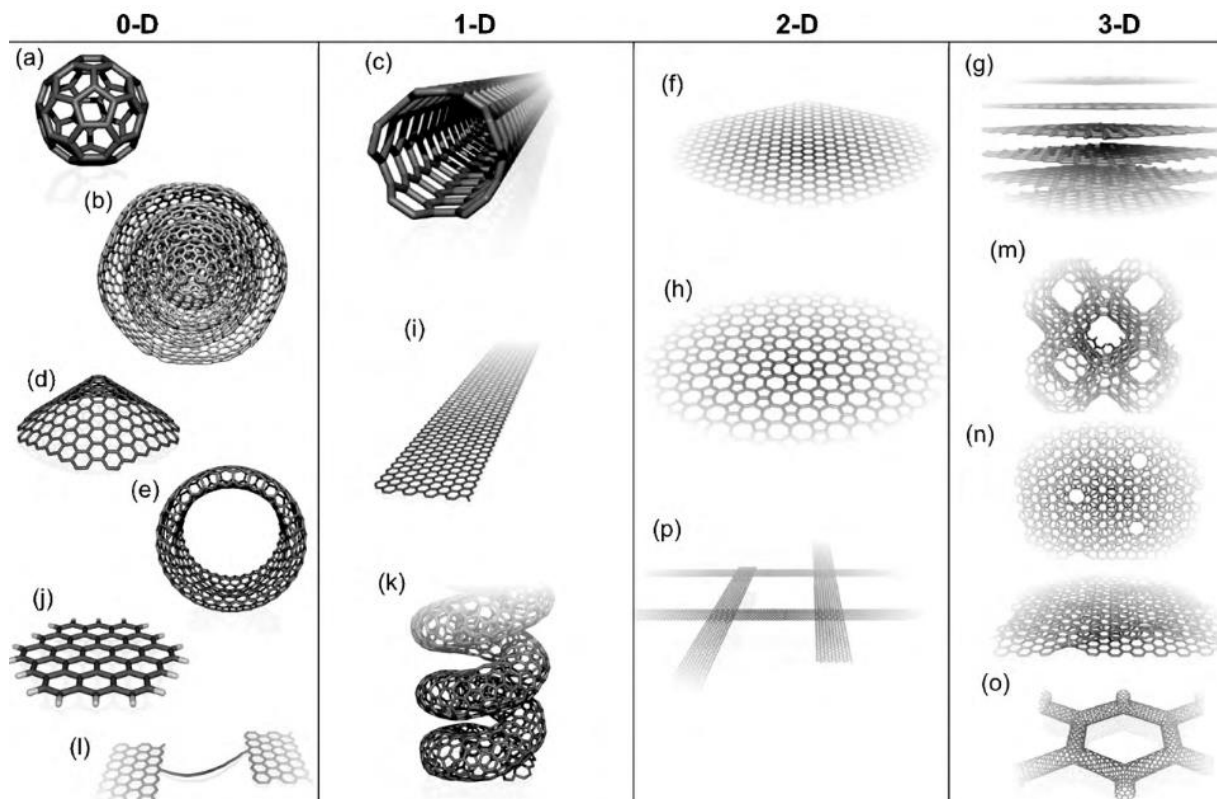 0-D 1-D 2-D 3-D
(a)
(b)
(d)
(e)
(j)
(l)
(c)
(i)
(k)
(f)
(h)
(p)
(g)
(m)
(n)
(o)